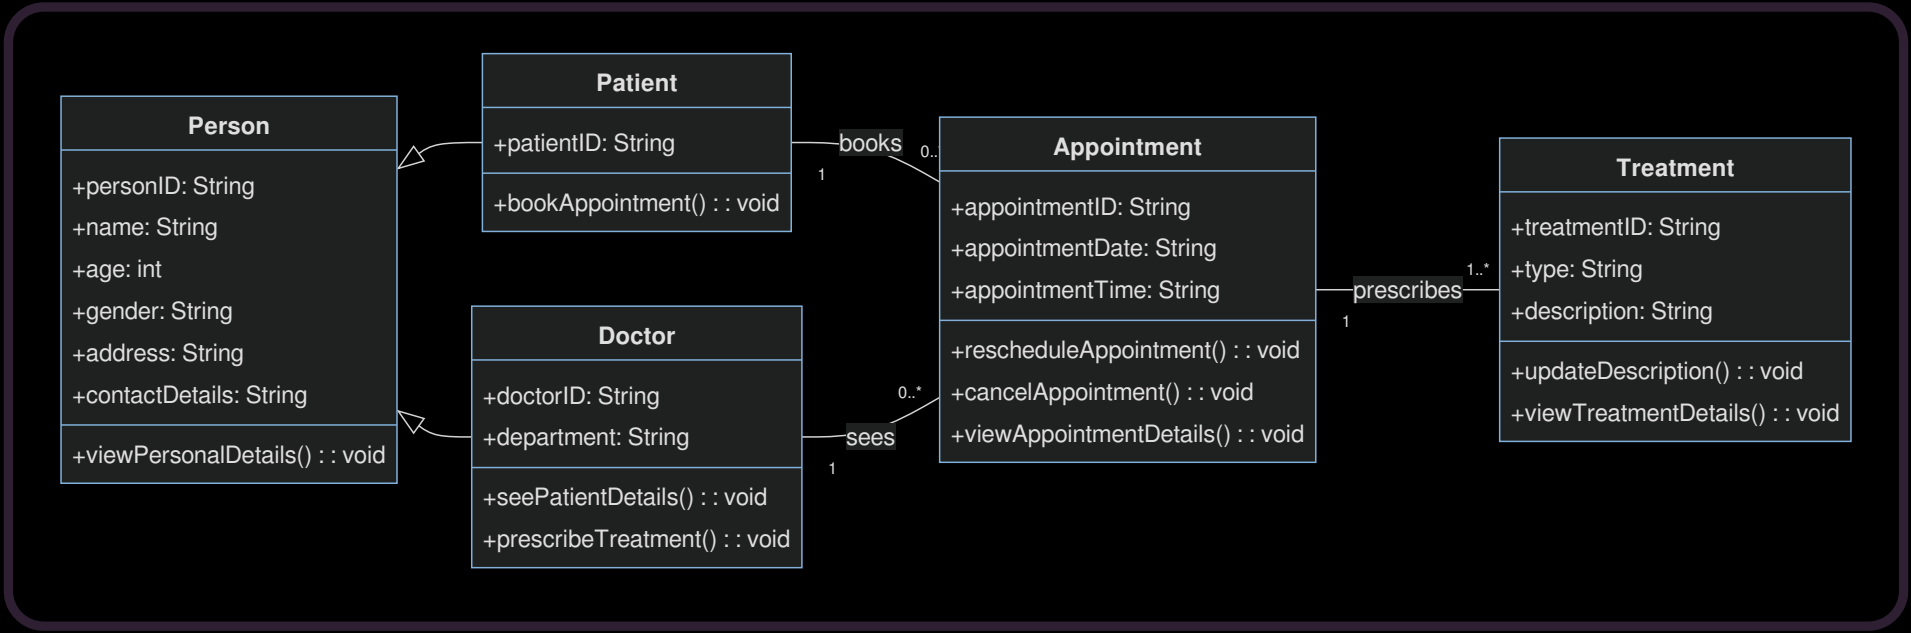 Person
+personID: String
+name: String
+age: int
+gender: String
+address: String
+contactDetails: String
+viewPersonalDetails() : : void
Patient
+patientID: String
+bookAppointment() : : void
Doctor
+doctorID: String
+department: String
+seePatientDetails() : : void
+prescribeTreatment() : : void
books
1
0..
sees
1
0..*
Appointment
+appointmentID: String
+appointmentDate: String
+appointmentTime: String
+rescheduleAppointment() : : void
+cancelAppointment() : : void
+viewAppointmentDetails() : : void
prescribes
1
1..*
Treatment
+treatmentID: String
+type: String
+description: String
+updateDescription() : : void
+viewTreatmentDetails() : : void